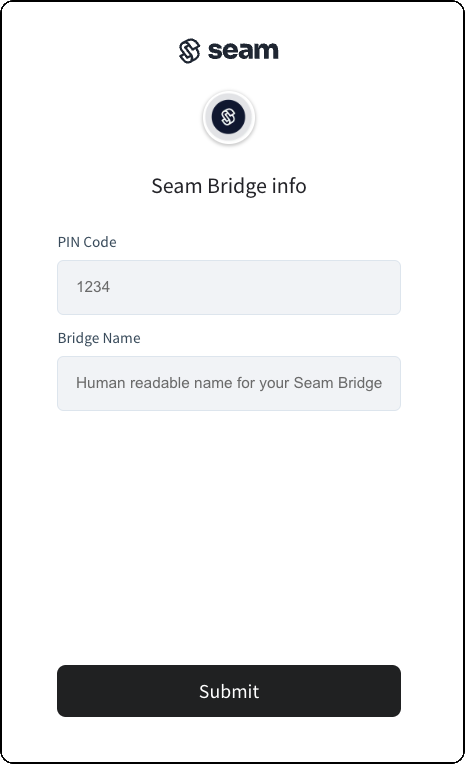 seam
Seam Bridge info
PIN Code
1234
Bridge Name
Human readable name for your Seam Bridge
Submit